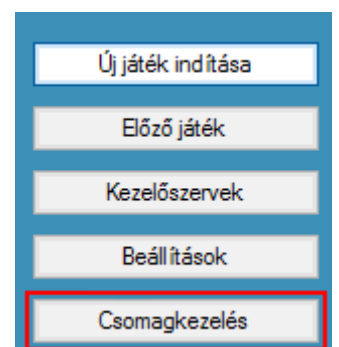 Új játék indítása
Előző játék
Kezelőszervek
Beállítások
Csomagkezelés